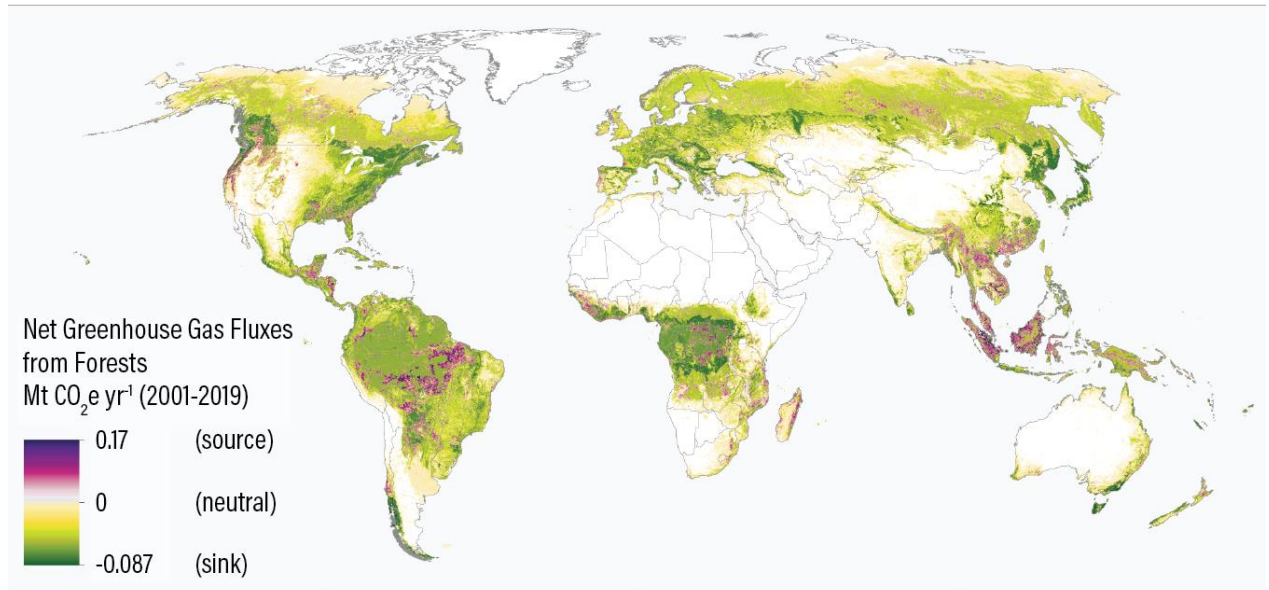 Net Greenhouse Gas Fluxes
from Forests
Mt CO₂e yr⁻¹ (2001-2019)
0.17 (source)
0 (neutral)
-0.087 (sink)